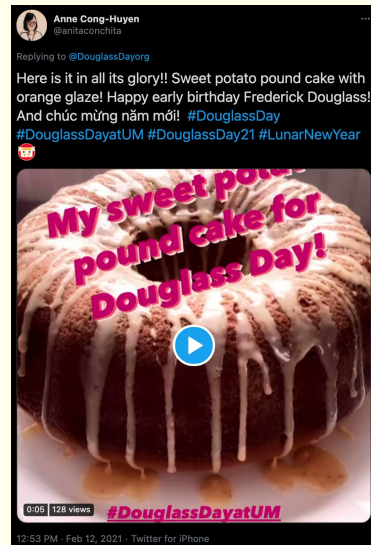 Anne Cong-Huyen
@anitaconchita
Replying to @DouglassDayorg
Here is it in all its glory!! Sweet potato pound cake with
orange glaze! Happy early birthday Frederick Douglass!
And chúc mừng năm mới! #DouglassDay
#DouglassDayatUM #DouglassDay21 #LunarNewYear
My sweet potato
pound cake for
Douglass Day!
0:05 128 views
#DouglassDayatUM
12:53 PM · Feb 12, 2021 · Twitter for iPhone